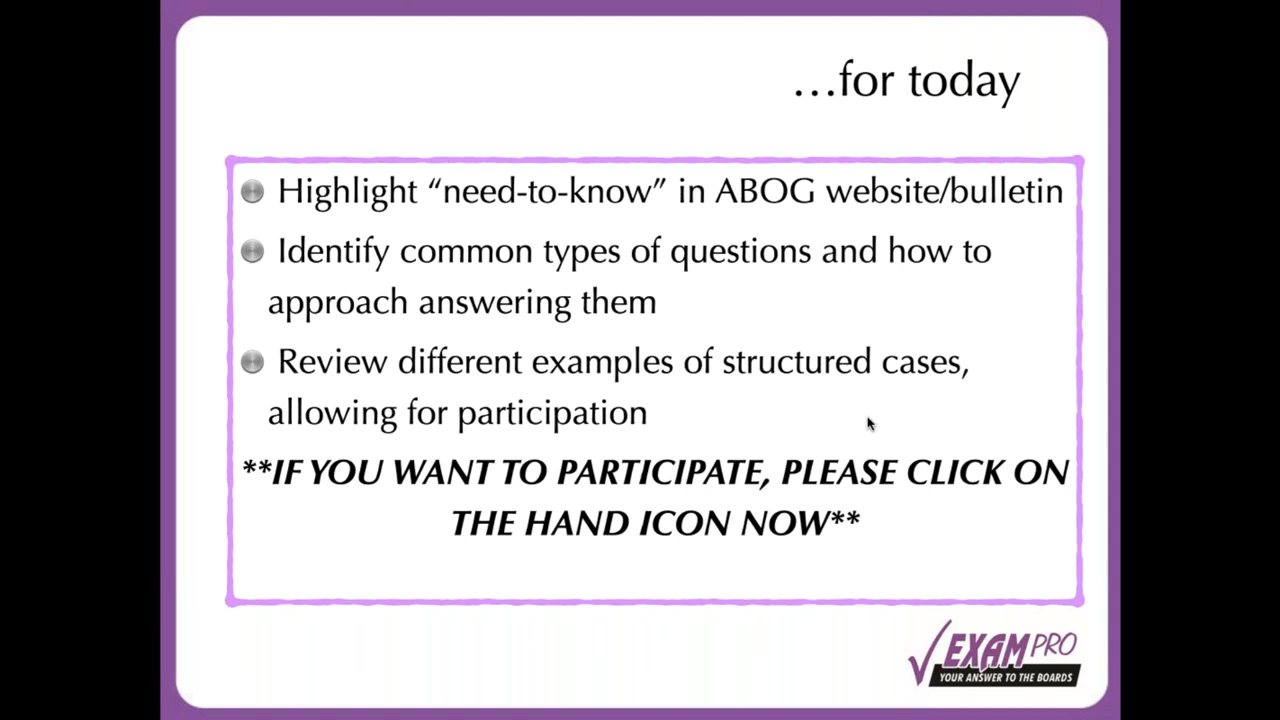 …for today
Highlight “need-to-know” in ABOG website/bulletin
Identify common types of questions and how to
approach answering them
Review different examples of structured cases,
allowing for participation
**IF YOU WANT TO PARTICIPATE, PLEASE CLICK ON
THE HAND ICON NOW**
EXAM PRO
YOUR ANSWER TO THE BOARDS